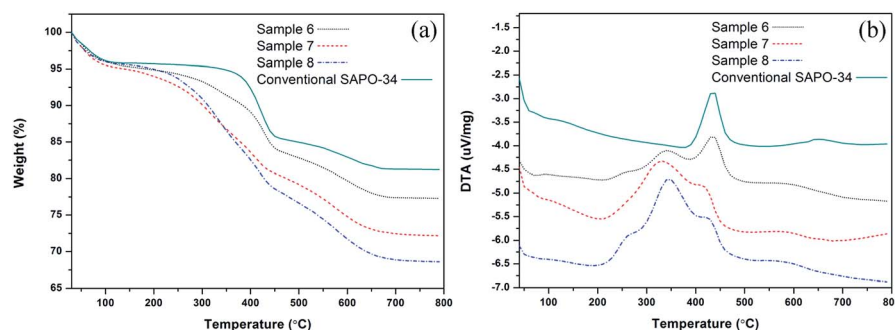 (a)
Sample 6
Sample 7
Sample 8
Conventional SAPO-34
100
95
90
85
80
75
70
65
Weight (%)
100 200 300 400 500 600 700 800
Temperature (°C)
(b)
Sample 6
Sample 7
Sample 8
Conventional SAPO-34
-1.5
-2.0
-2.5
-3.0
-3.5
-4.0
-4.5
-5.0
-5.5
-6.0
-6.5
-7.0
DTA (uV/mg)
100 200 300 400 500 600 700 80
Temperature (°C)